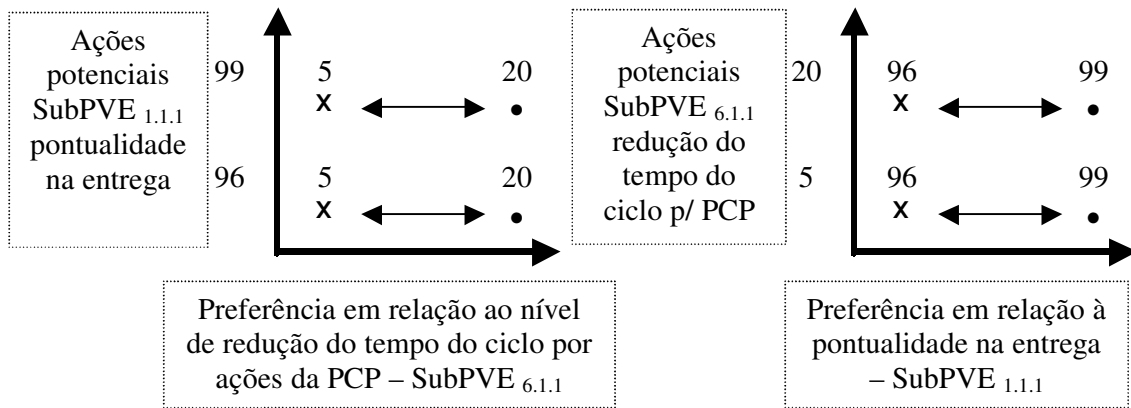 Ações
potenciais
SubPVE 1.1.1
pontualidade
na entrega
99 5 20
x
96 5 20
x
Preferência em relação ao nível
de redução do tempo do ciclo por
ações da PCP – SubPVE 6.1.1
Ações
potenciais
SubPVE 6.1.1
redução do
tempo do
ciclo p/ PCP
20 96 99
x
5 96 99
x
Preferência em relação à
pontualidade na entrega
– SubPVE 1.1.1